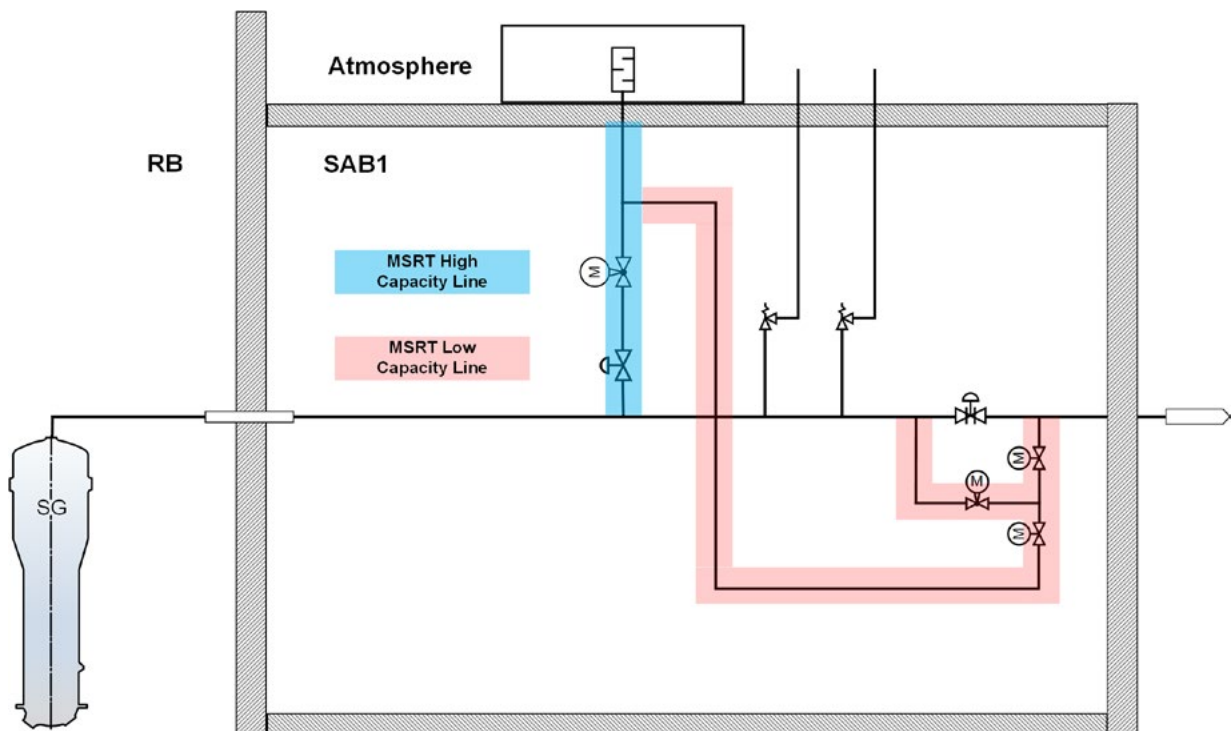 Atmosphere
RB
SAB1
MSRT High
Capacity Line
M
MSRT Low
Capacity Line
M
M
SG
M